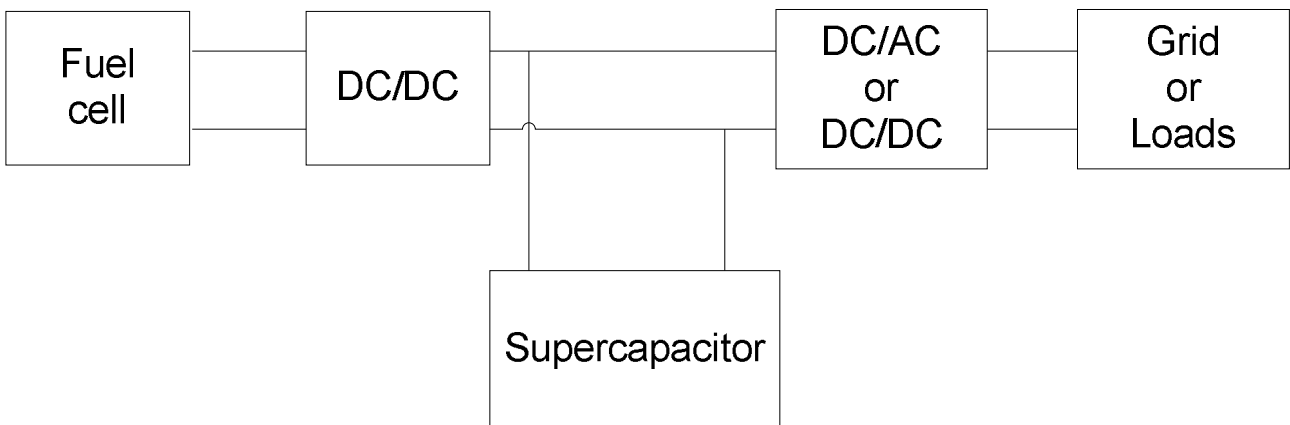 Fuel
cell
DC/DC
DC/AC
or
DC/DC
Grid
or
Loads
Supercapacitor